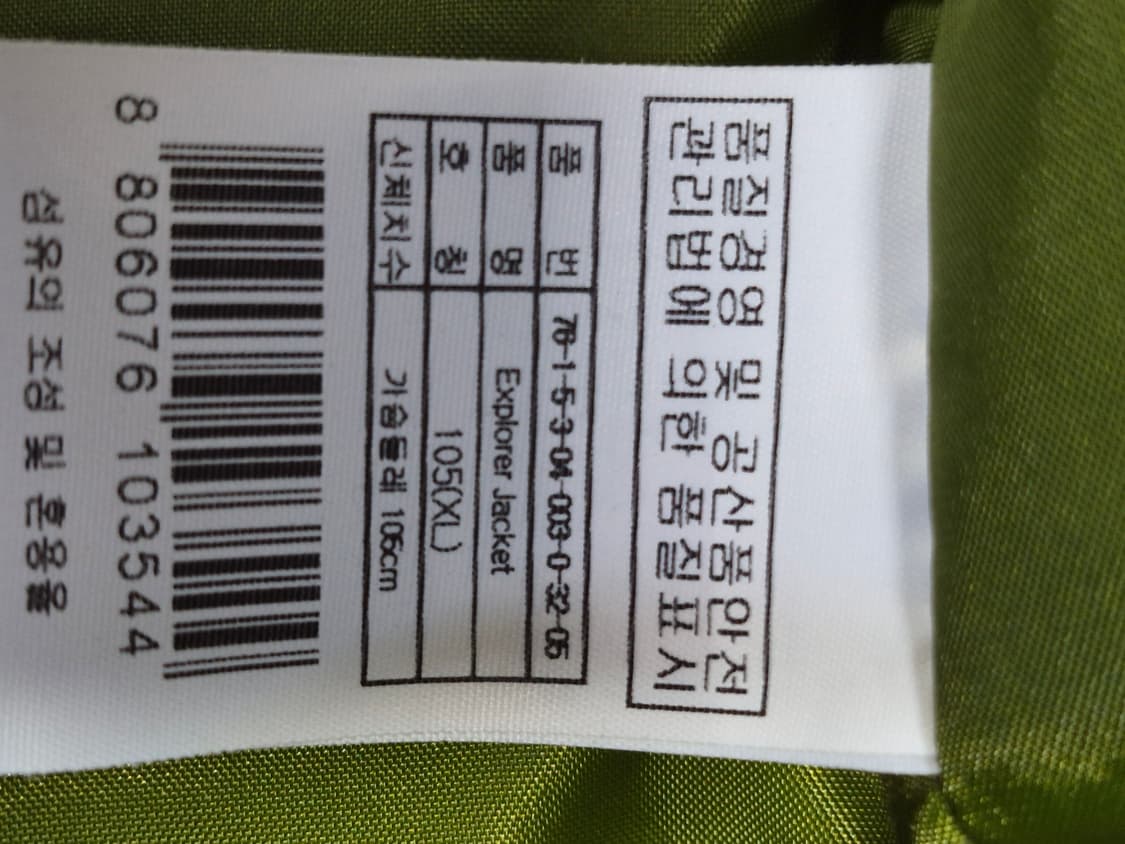 품질경영 및 공산품안전
관리법에 의한 품질표시
품 번 76-1-5-3-04-003-0-32-05
품 명 Explorer Jacket
호 칭 105(XL)
신체치수 가슴둘레 106cm
8 806076 103544
섬유의 조성 및 혼용율